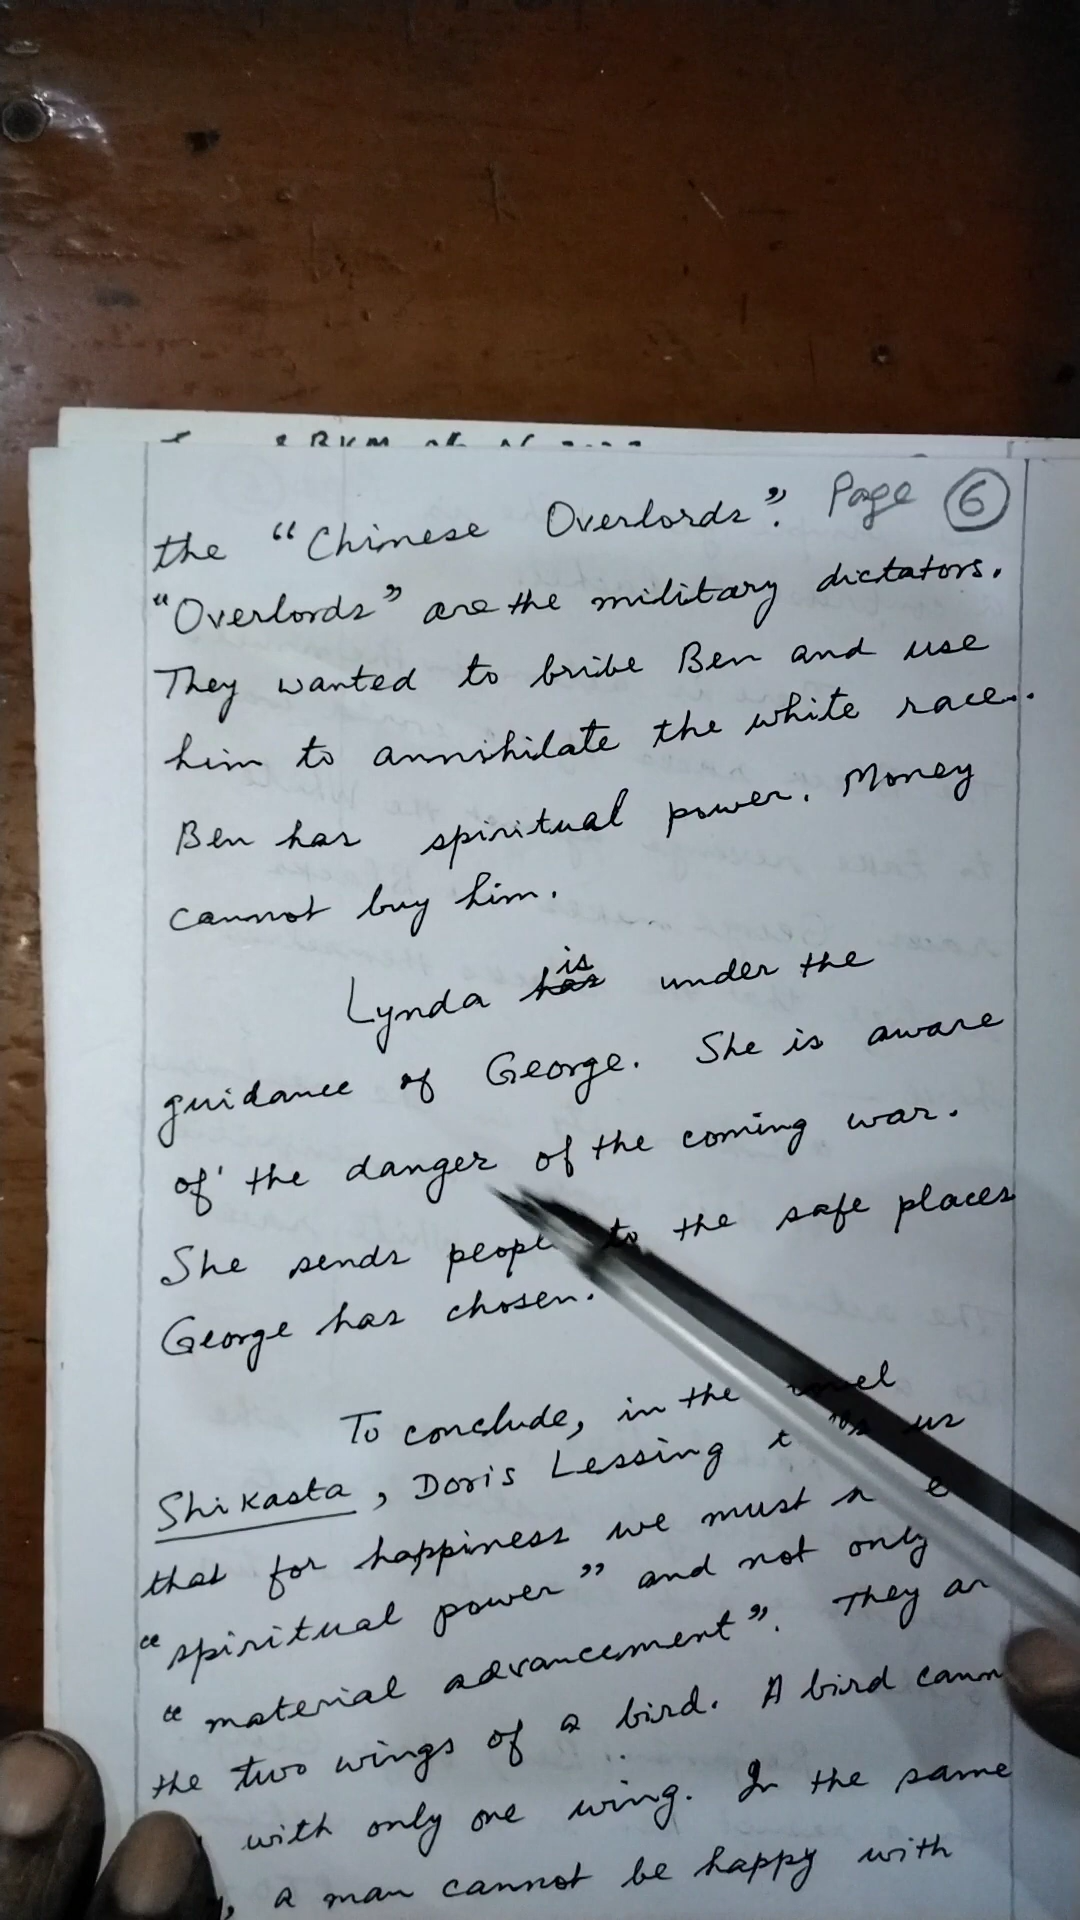 Page 6
the "Chinese Overlords".
"Overlords" are the military dictators.
They wanted to bribe Ben and use
him to annihilate the white race.
Ben has spiritual power. Money
cannot buy him.
Lynda is under the
guidance of George. She is aware
of the danger of the coming war.
She sends people to the safe places
George has chosen.
To conclude, in the novel
Shikasta, Doris Lessing us
that for happiness we must
"spiritual power" and not only
"material advancement". They
the two wings of a bird. A bird
with only one wing. In the same
, a man cannot be happy with